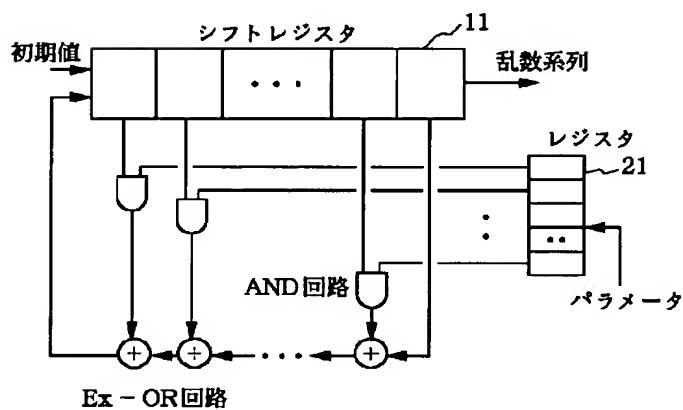 シフトレジスタ
11
初期値
乱数系列
レジスタ
21
AND回路
パラメータ
Ex-OR回路